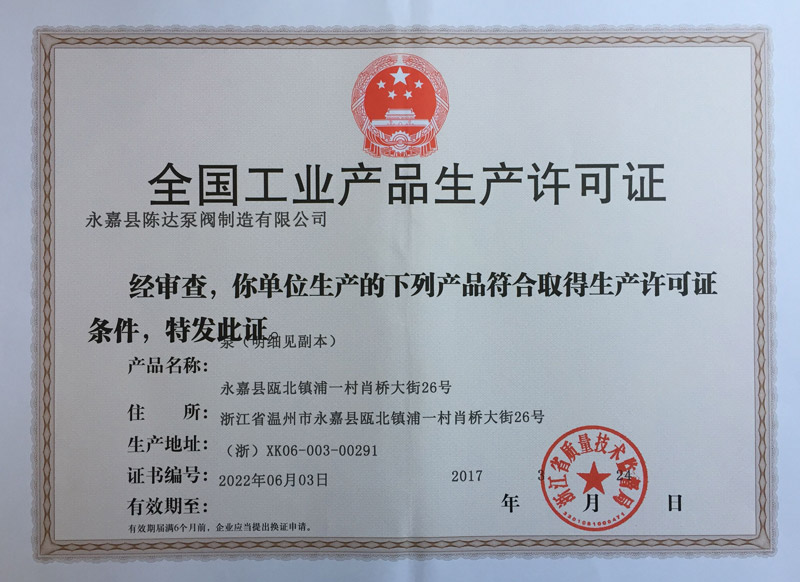 全国工业产品生产许可证
永嘉县陈达泵阀制造有限公司
经审查，你单位生产的下列产品符合取得生产许可证
条件，特发此证。
泵（明细见副本）
产品名称：
永嘉县瓯北镇浦一村肖桥大街26号
住 所：
浙江省温州市永嘉县瓯北镇浦一村肖桥大街26号
生产地址：
（浙）XK06-003-00291
证书编号：
2022年06月03日
2017 3 24
有效期至：
年 月 日
有效期届满6个月前，企业应当提出换证申请。
浙江省质量技术监督局